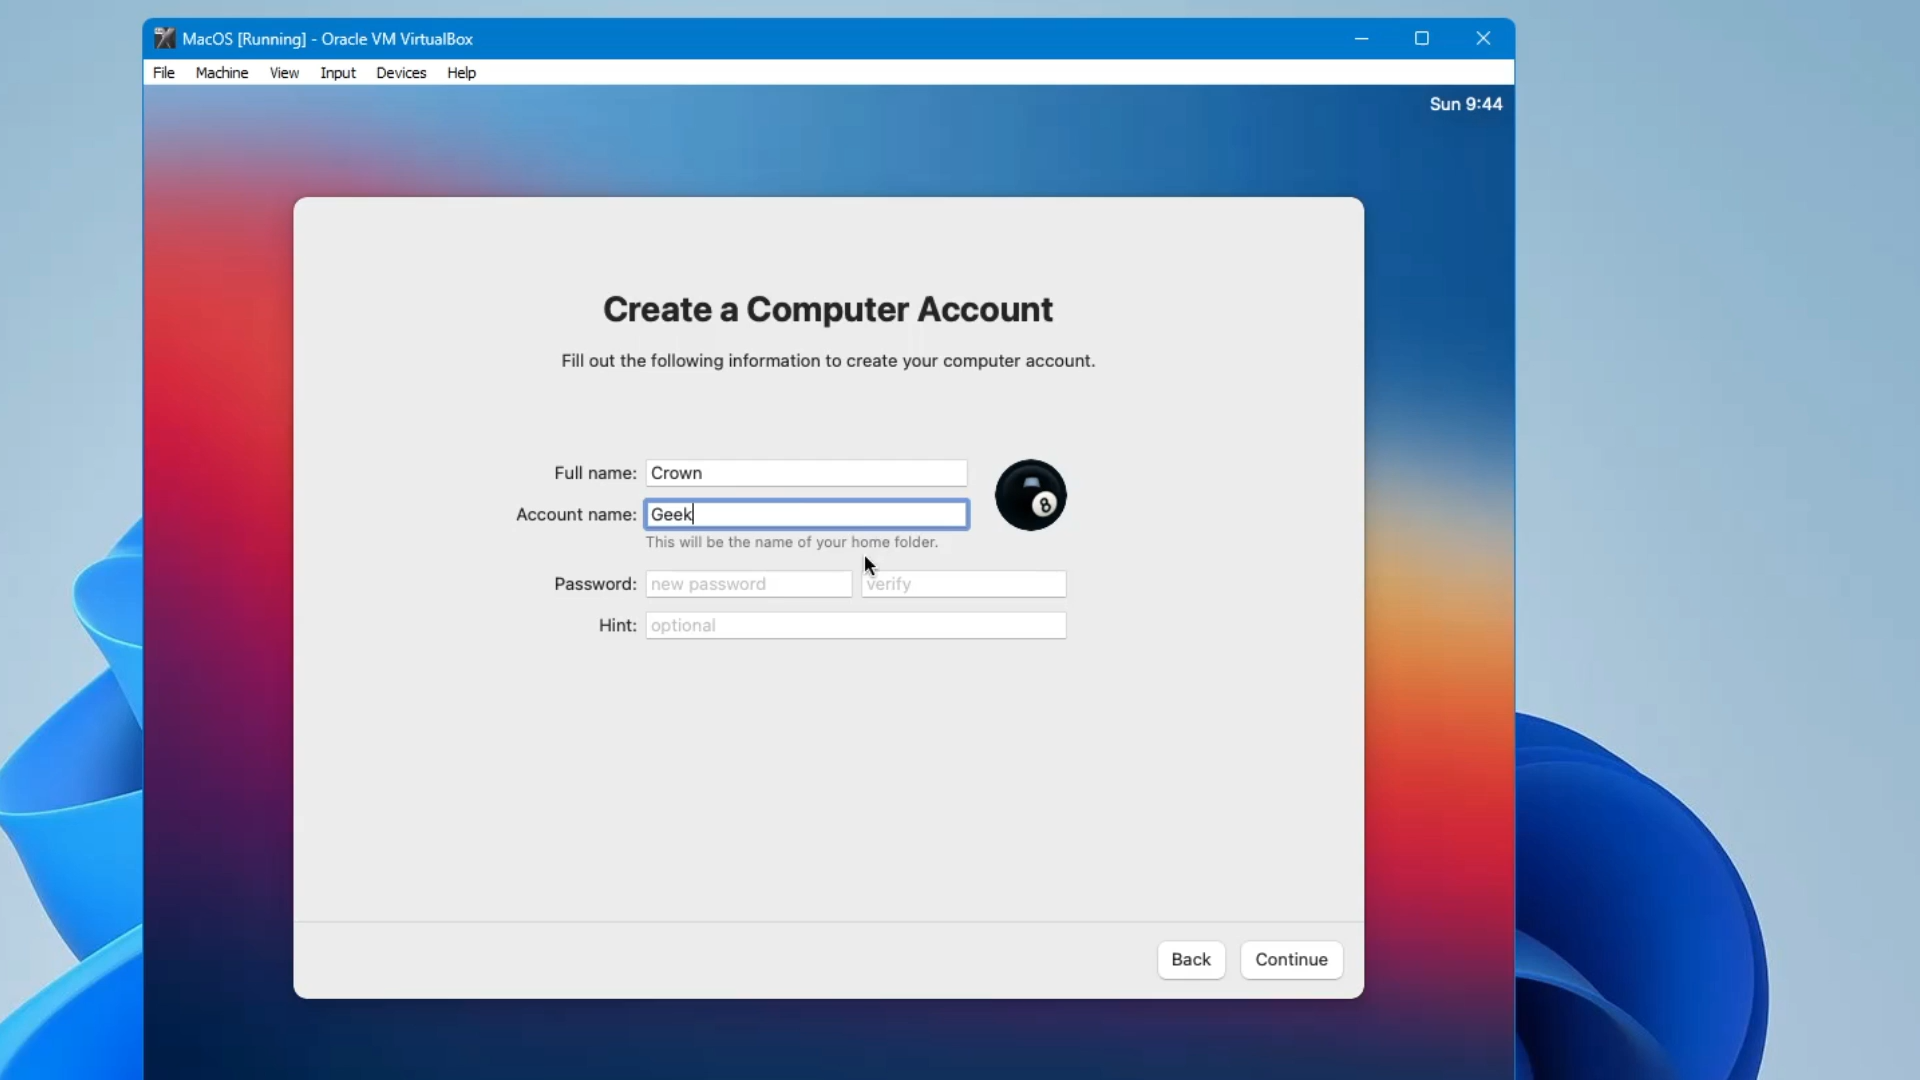 MacOS [Running] - Oracle VM VirtualBox
File Machine View Input Devices Help
Sun 9:44
Create a Computer Account
Fill out the following information to create your computer account.
Full name: Crown
8
Account name: Geek
This will be the name of your home folder.
Password: new password verify
Hint: optional
Back Continue